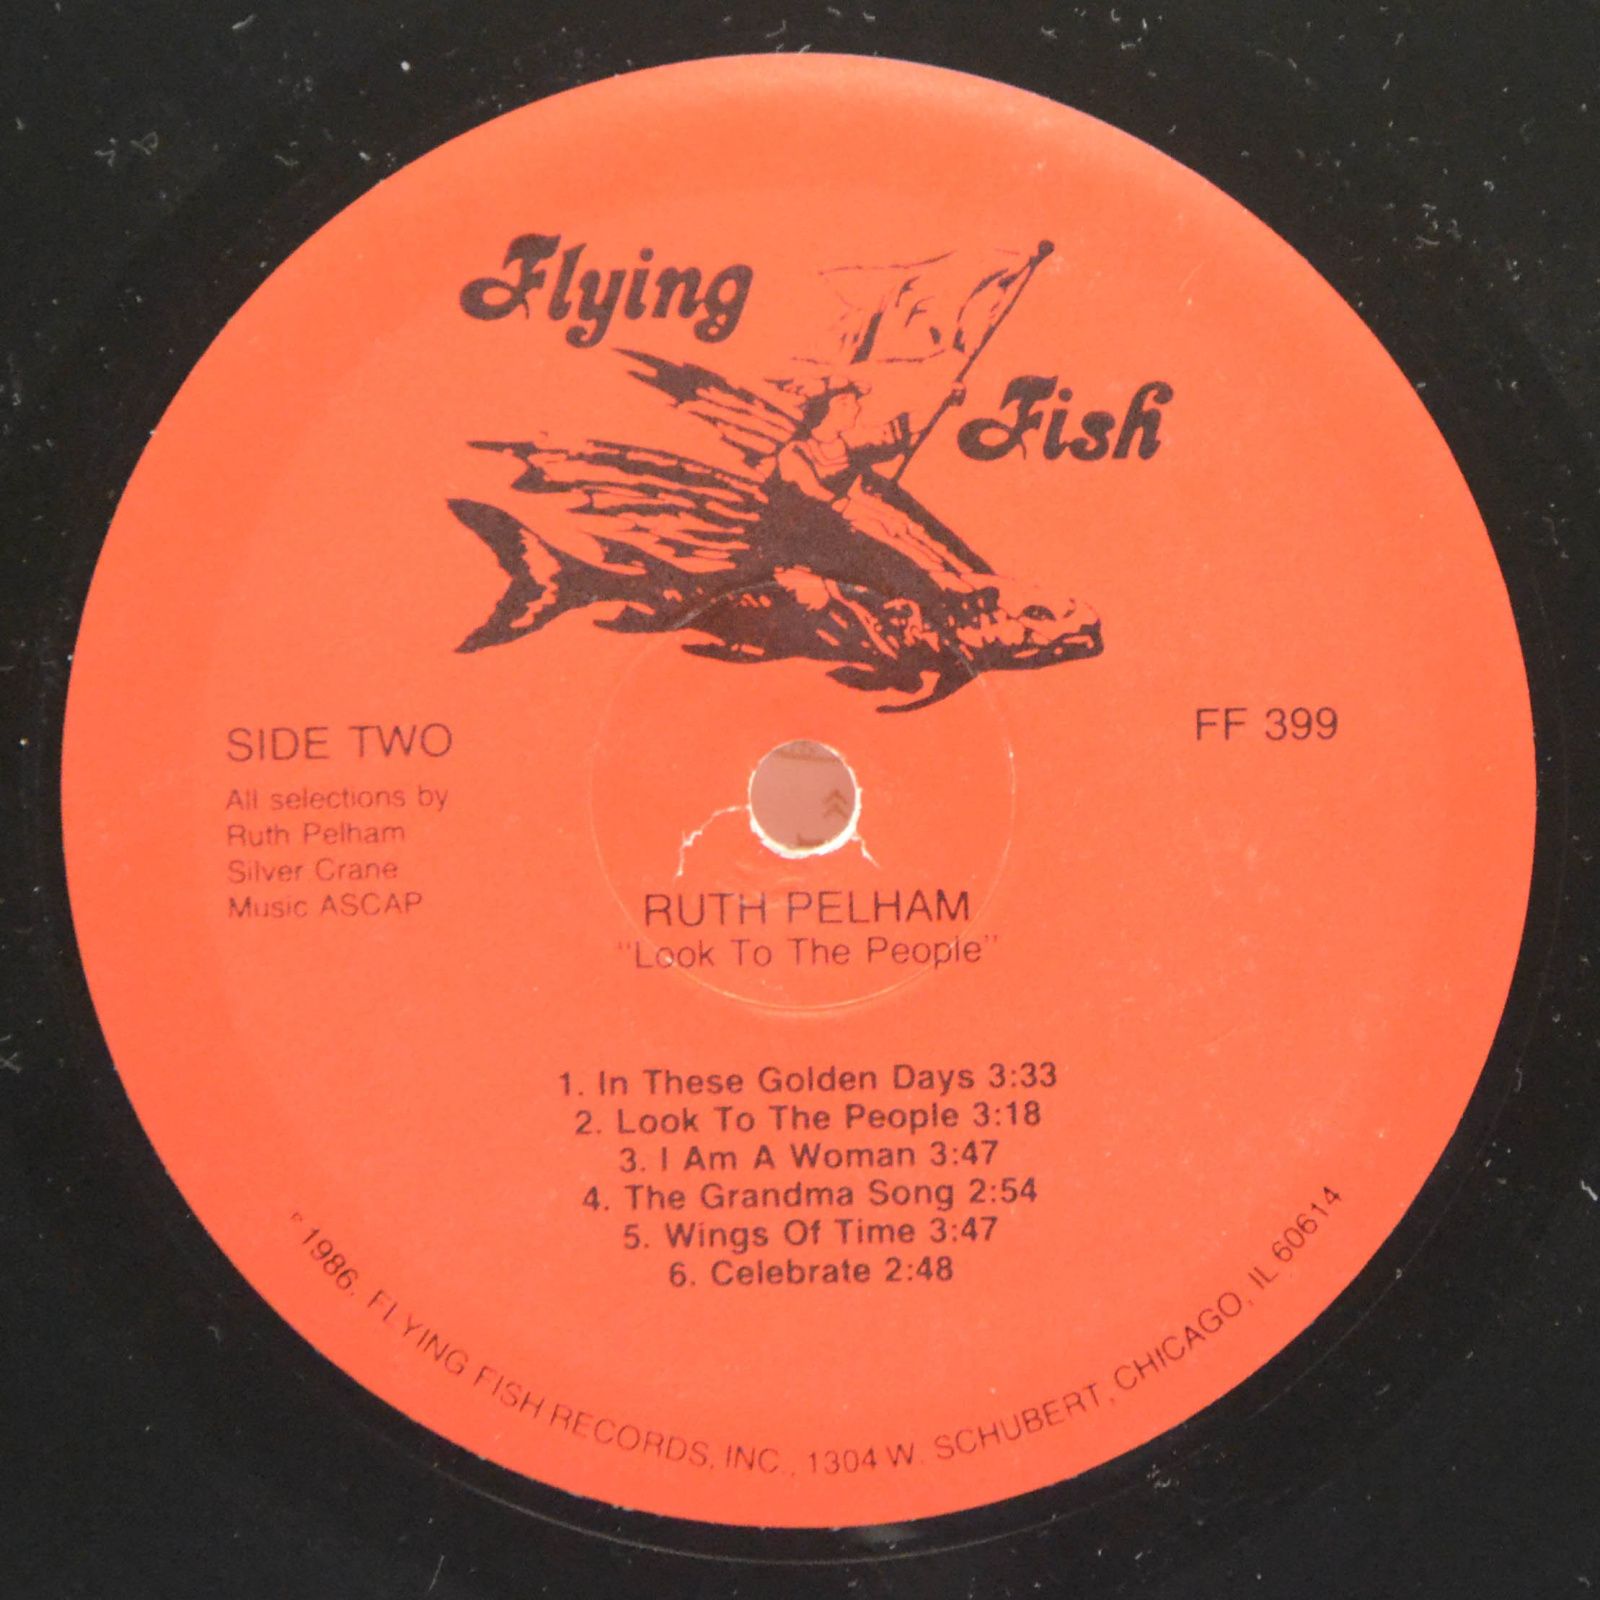 Flying
Fish
SIDE TWO
FF 399
All selections by
Ruth Pelham
Silver Crane
Music ASCAP
RUTH PELHAM
"Look To The People"
1. In These Golden Days 3:33
2. Look To The People 3:18
3. I Am A Woman 3:47
4. The Grandma Song 2:54
5. Wings Of Time 3:47
6. Celebrate 2:48
℗ 1986, FLYING FISH RECORDS, INC., 1304 W. SCHUBERT, CHICAGO, IL 60614